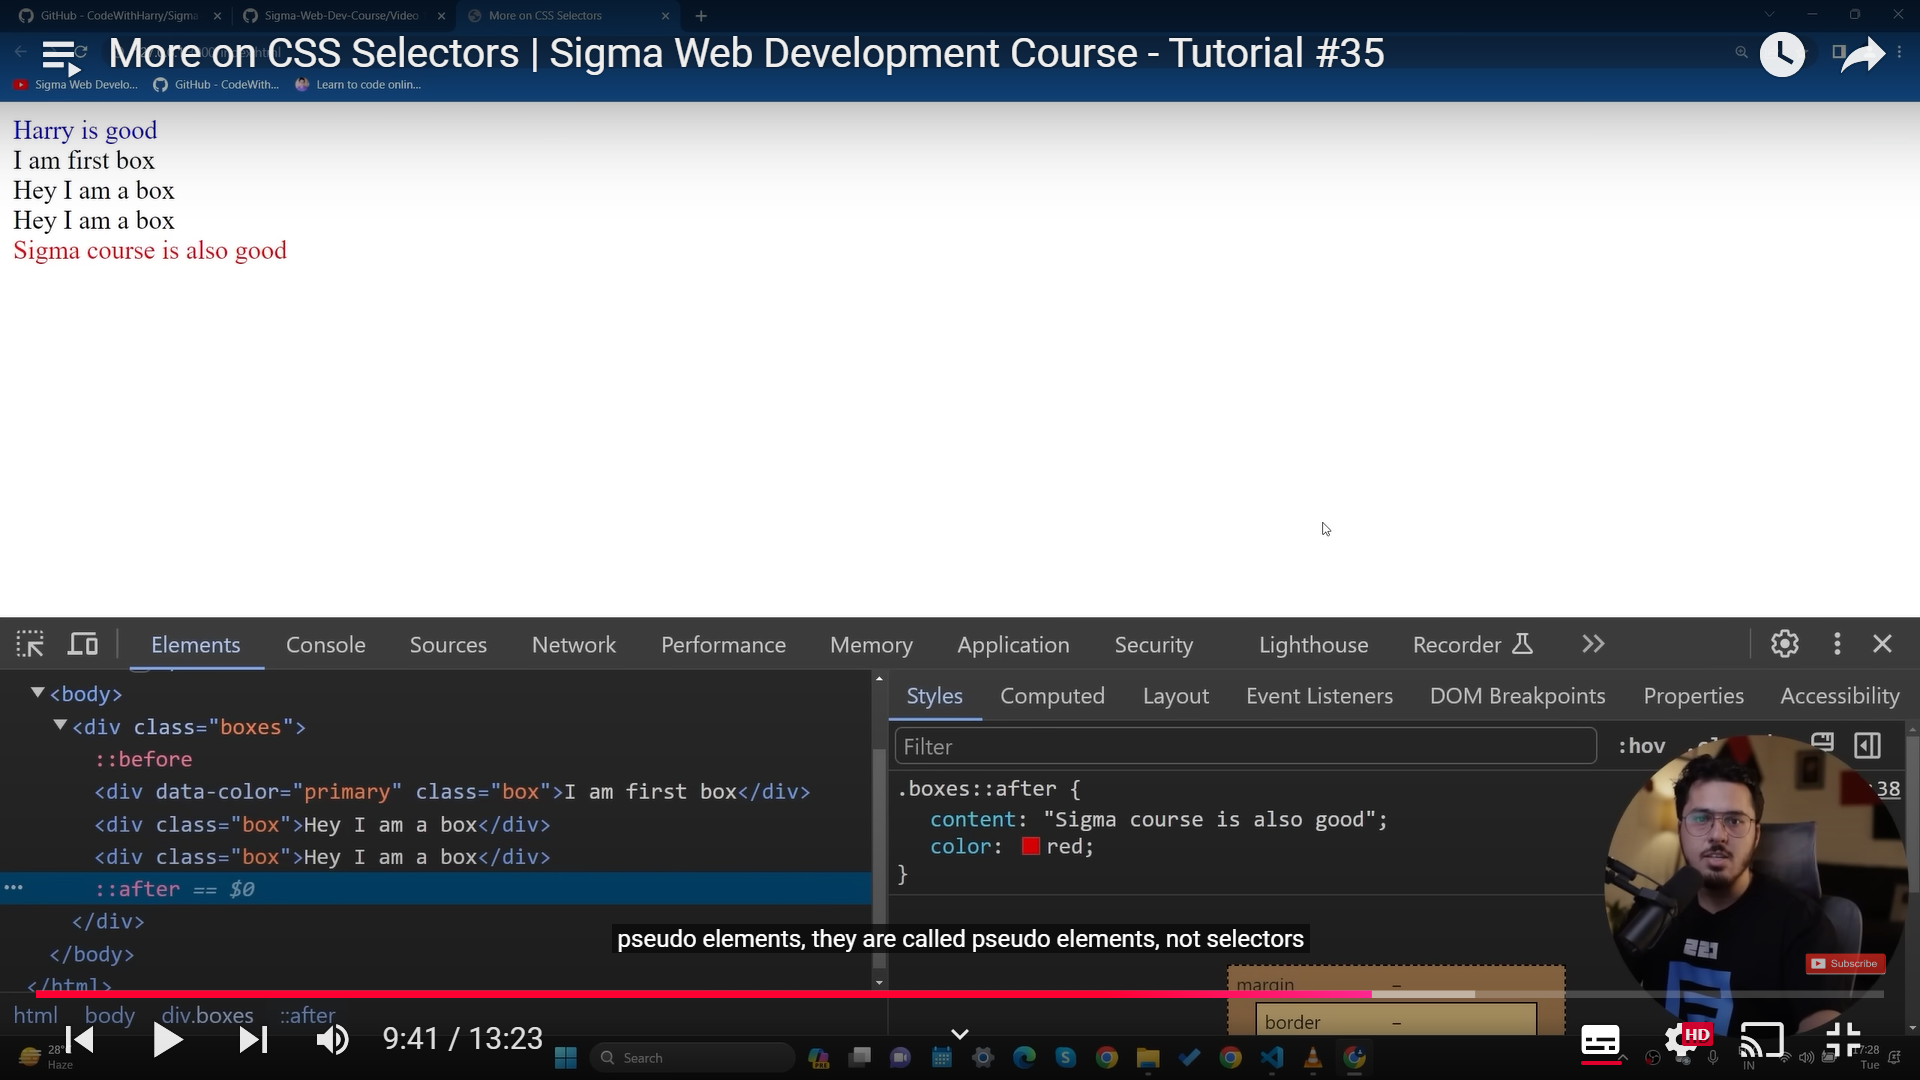 GitHub - CodeWithHarry/Sigma
Sigma-Web-Dev-Course/Video
More on CSS Selectors
More on CSS Selectors | Sigma Web Development Course - Tutorial #35
Sigma Web Develo...
GitHub - CodeWith...
Learn to code onlin...
Harry is good
I am first box
Hey I am a box
Hey I am a box
Sigma course is also good
Elements
Console
Sources
Network
Performance
Memory
Application
Security
Lighthouse
Recorder
<body>
<div class="boxes">
::before
<div data-color="primary" class="box">I am first box</div>
<div class="box">Hey I am a box</div>
<div class="box">Hey I am a box</div>
::after == $0
</div>
</body>
</html>
html body div.boxes ::after
Styles
Computed
Layout
Event Listeners
DOM Breakpoints
Properties
Accessibility
Filter
:hov
.boxes::after {
:38
content: "Sigma course is also good";
color: red;
}
margin
–
border
–
pseudo elements, they are called pseudo elements, not selectors
Subscribe
9:41 / 13:23
HD
28°
Haze
Search
IN
17:28
Tue